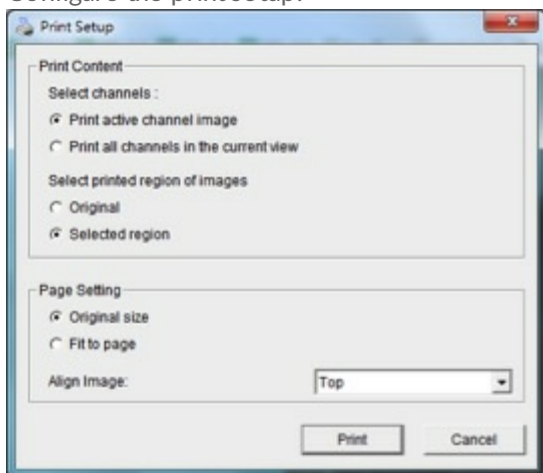 Configure the print setup.
Print Setup
Print Content
Select channels :
Print active channel image
Print all channels in the current view
Select printed region of images
Original
Selected region
Page Setting
Original size
Fit to page
Align Image: Top
Print Cancel